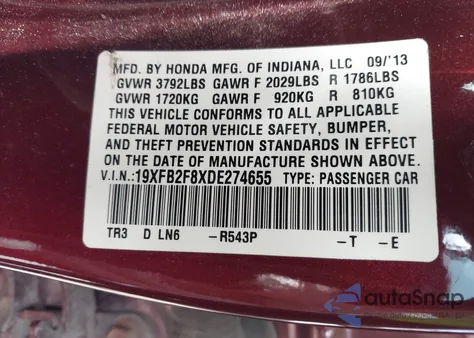 MFD. BY HONDA MFG. OF INDIANA, LLC 09/13
GVWR 3792LBS GAWR F 2029LBS R 1786LBS
GVWR 1720KG GAWR F 920KG R 810KG
THIS VEHICLE CONFORMS TO ALL APPLICABLE
FEDERAL MOTOR VEHICLE SAFETY, BUMPER,
AND THEFT PREVENTION STANDARDS IN EFFECT
ON THE DATE OF MANUFACTURE SHOWN ABOVE.
V.I.N.:19XFB2F8XDE274655 TYPE: PASSENGER CAR
TR3 D LN6 -R543P -T -E
autoSnap